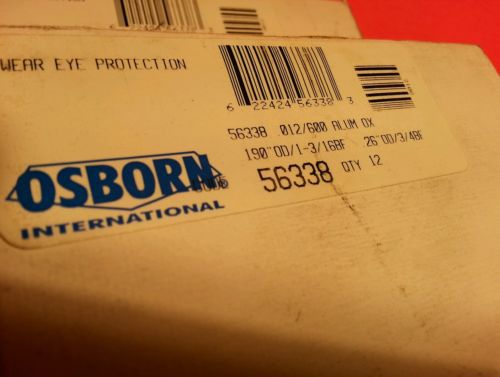 WEAR EYE PROTECTION
6 22424 56338 3
56338 .012/600 ALUM OX
190"OD/1-3/16BF 26"OD/3/4BF
56338 QTY 12
OSBORN
INTERNATIONAL